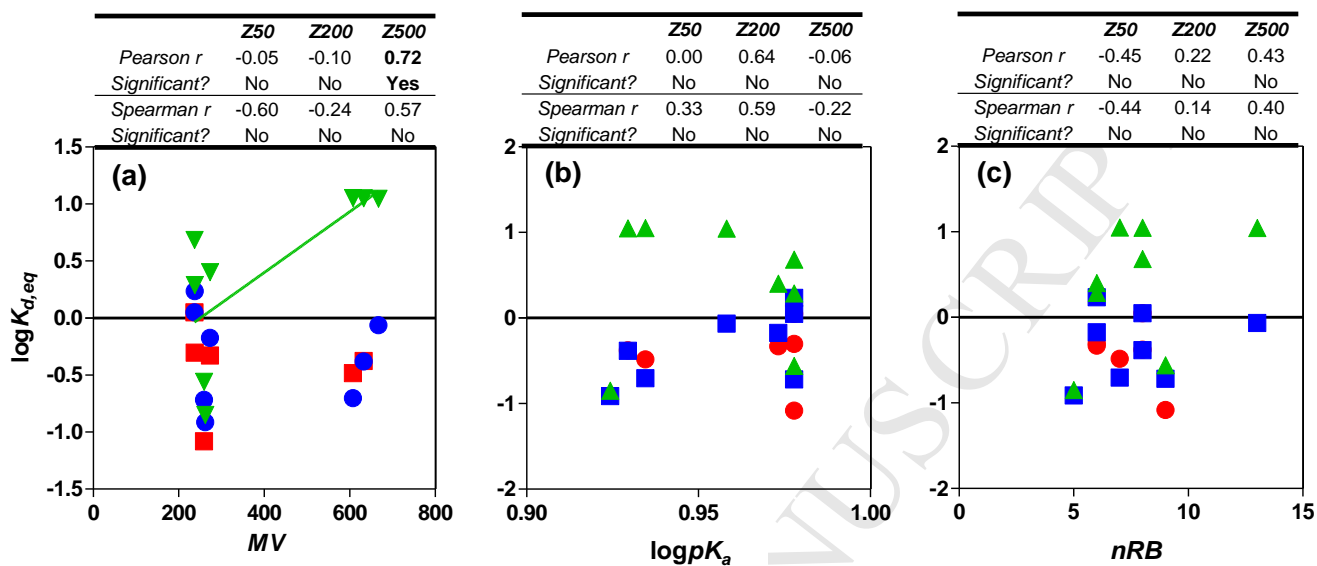 Z50 Z200 Z500
Pearson r -0.05 -0.10 0.72
Significant? No No Yes
Spearman r -0.60 -0.24 0.57
Significant? No No No
(a)
logKd,eq
1.5
1.0
0.5
0.0
-0.5
-1.0
-1.5
0 200 400 600 800
MV
Z50 Z200 Z500
Pearson r 0.00 0.64 -0.06
Significant? No No No
Spearman r 0.33 0.59 -0.22
Significant? No No No
(b)
2
1
0
-1
-2
0.90 0.95 1.00
logpKa
Z50 Z200 Z500
Pearson r -0.45 0.22 0.43
Significant? No No No
Spearman r -0.44 0.14 0.40
Significant? No No No
(c)
2
1
0
-1
-2
0 5 10 15
nRB
NUSCRIP